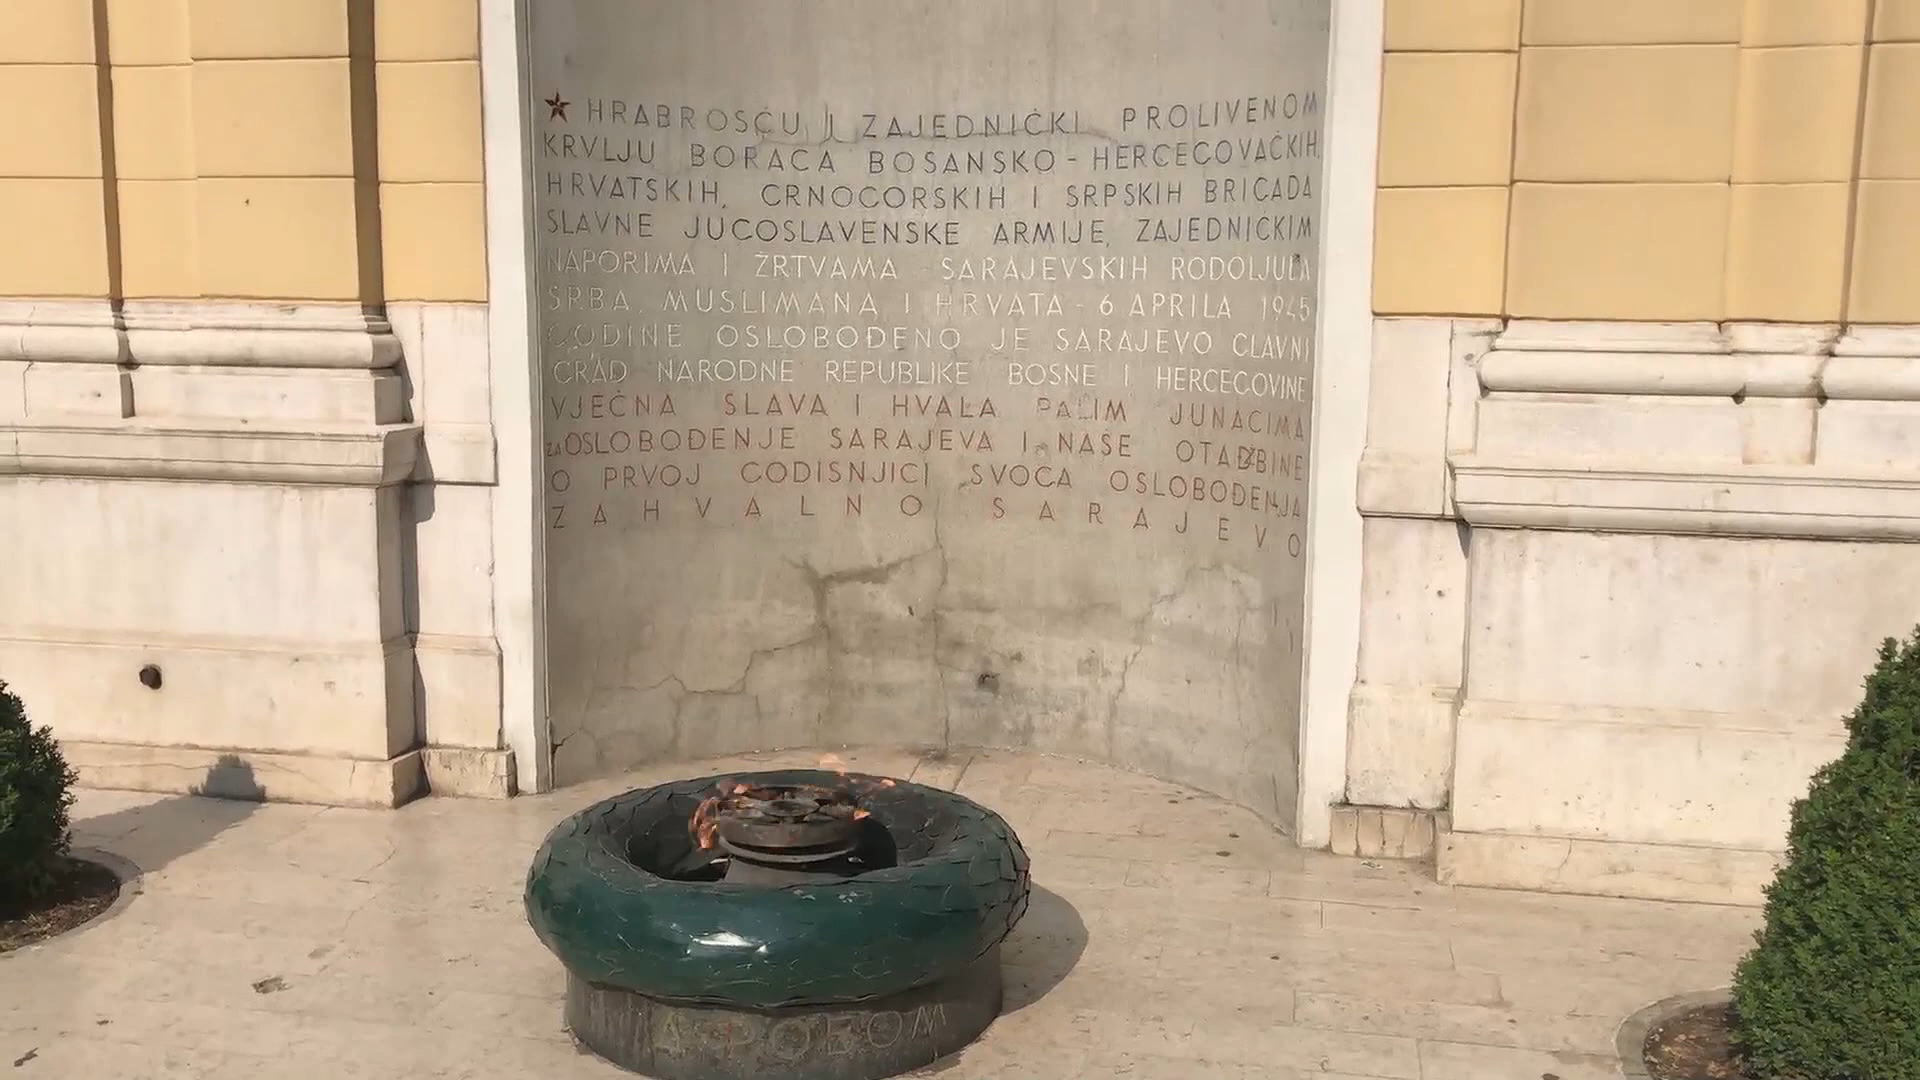 ★ HRABROŠĆU I ZAJEDNIČKI PROLIVENOM
KRVLJU BORACA BOSANSKO-HERCEGOVAČKIH,
HRVATSKIH, CRNOGORSKIH I SRPSKIH BRIGADA
SLAVNE JUGOSLAVENSKE ARMIJE, ZAJEDNIČKIM
NAPORIMA I ŽRTVAMA SARAJEVSKIH RODOLJUBA
SRBA, MUSLIMANA I HRVATA - 6 APRILA 1945
GODINE OSLOBOĐENO JE SARAJEVO GLAVNI
GRAD NARODNE REPUBLIKE BOSNE I HERCEGOVINE
VJEČNA SLAVA I HVALA PALIM JUNACIMA
ZA OSLOBOĐENJE SARAJEVA I NAŠE OTADŽBINE
O PRVOJ GODIŠNJICI SVOGA OSLOBOĐENJA
ZAHVALNO SARAJEVO